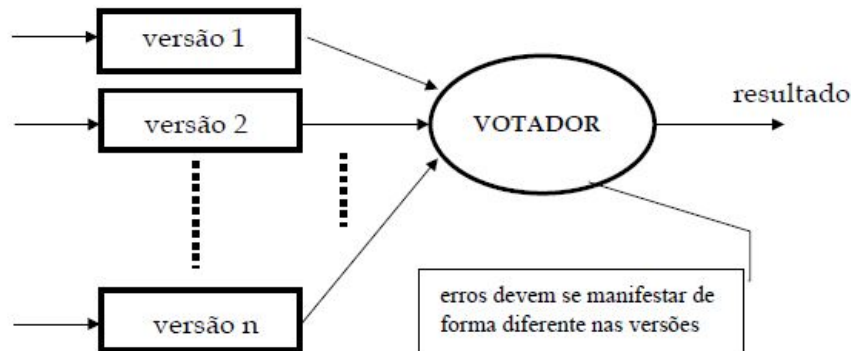 versão 1
versão 2
VOTADOR
resultado
versão n
erros devem se manifestar de
forma diferente nas versões